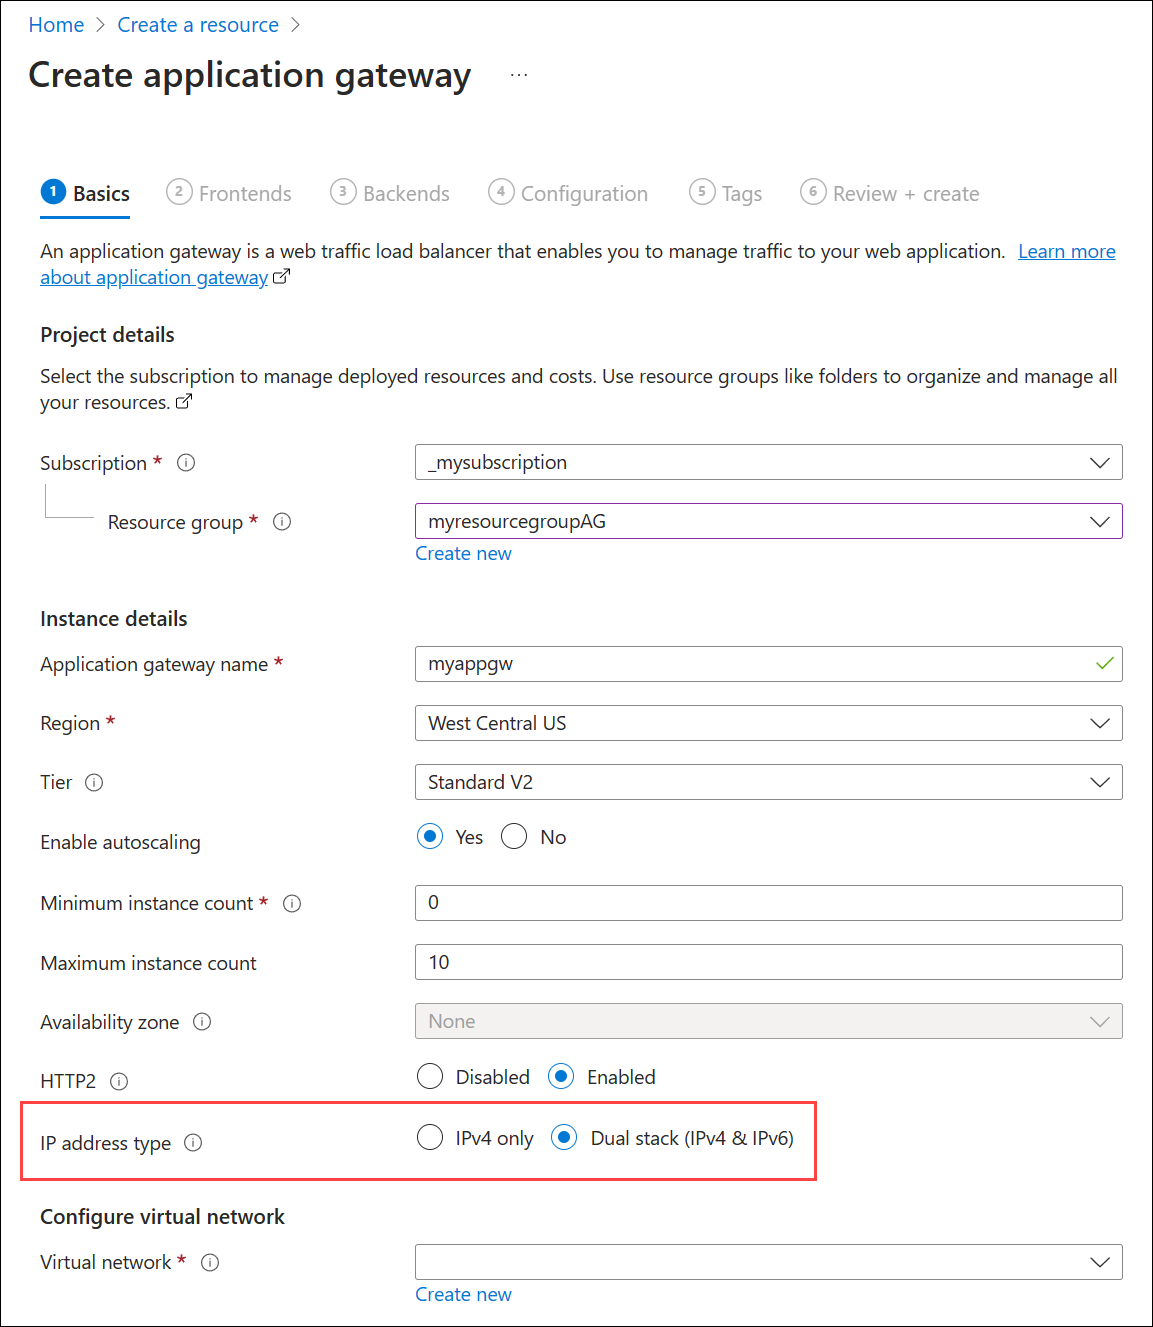 Home > Create a resource >
Create application gateway ...
1 Basics 2 Frontends 3 Backends 4 Configuration 5 Tags 6 Review + create
An application gateway is a web traffic load balancer that enables you to manage traffic to your web application. Learn more
about application gateway
Project details
Select the subscription to manage deployed resources and costs. Use resource groups like folders to organize and manage all
your resources.
Subscription * _mysubscription
Resource group * myresourcegroupAG
Create new
Instance details
Application gateway name * myappgw
Region * West Central US
Tier Standard V2
Enable autoscaling Yes No
Minimum instance count * 0
Maximum instance count 10
Availability zone None
HTTP2 Disabled Enabled
IP address type IPv4 only Dual stack (IPv4 & IPv6)
Configure virtual network
Virtual network *
Create new